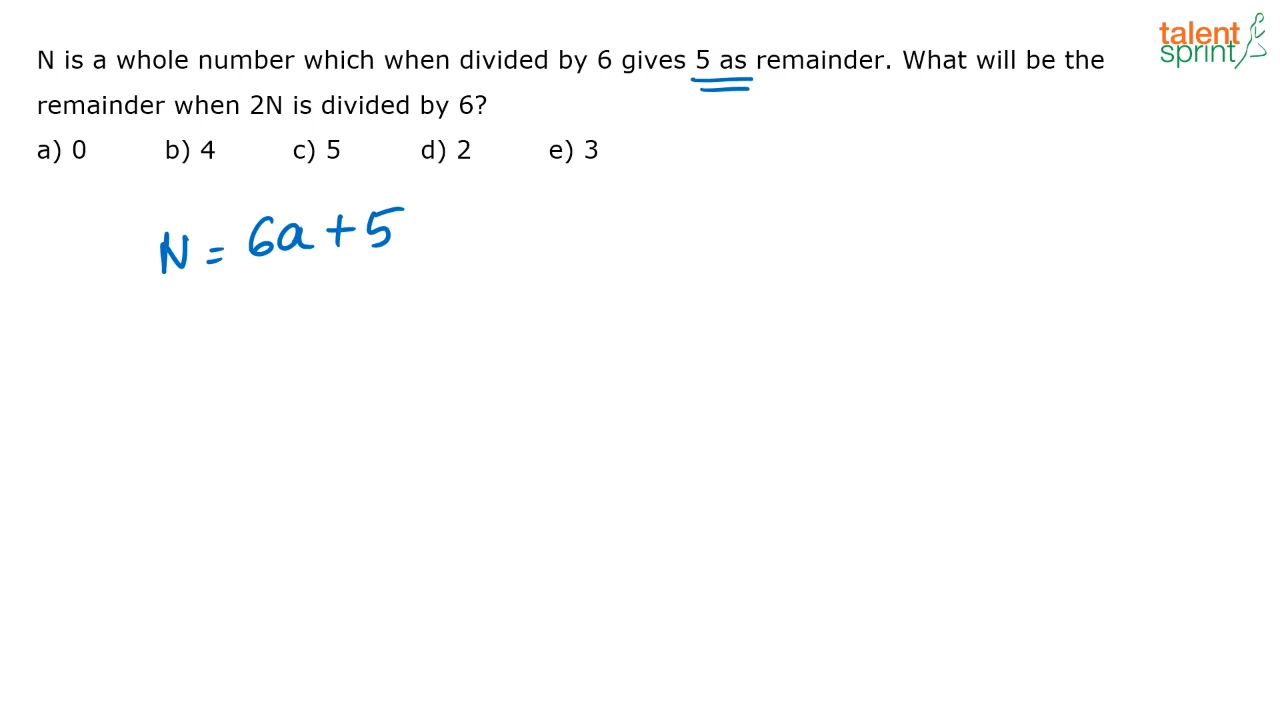 talent
sprint
N is a whole number which when divided by 6 gives 5 as remainder. What will be the
remainder when 2N is divided by 6?
a) 0 b) 4 c) 5 d) 2 e) 3
N = 6a + 5